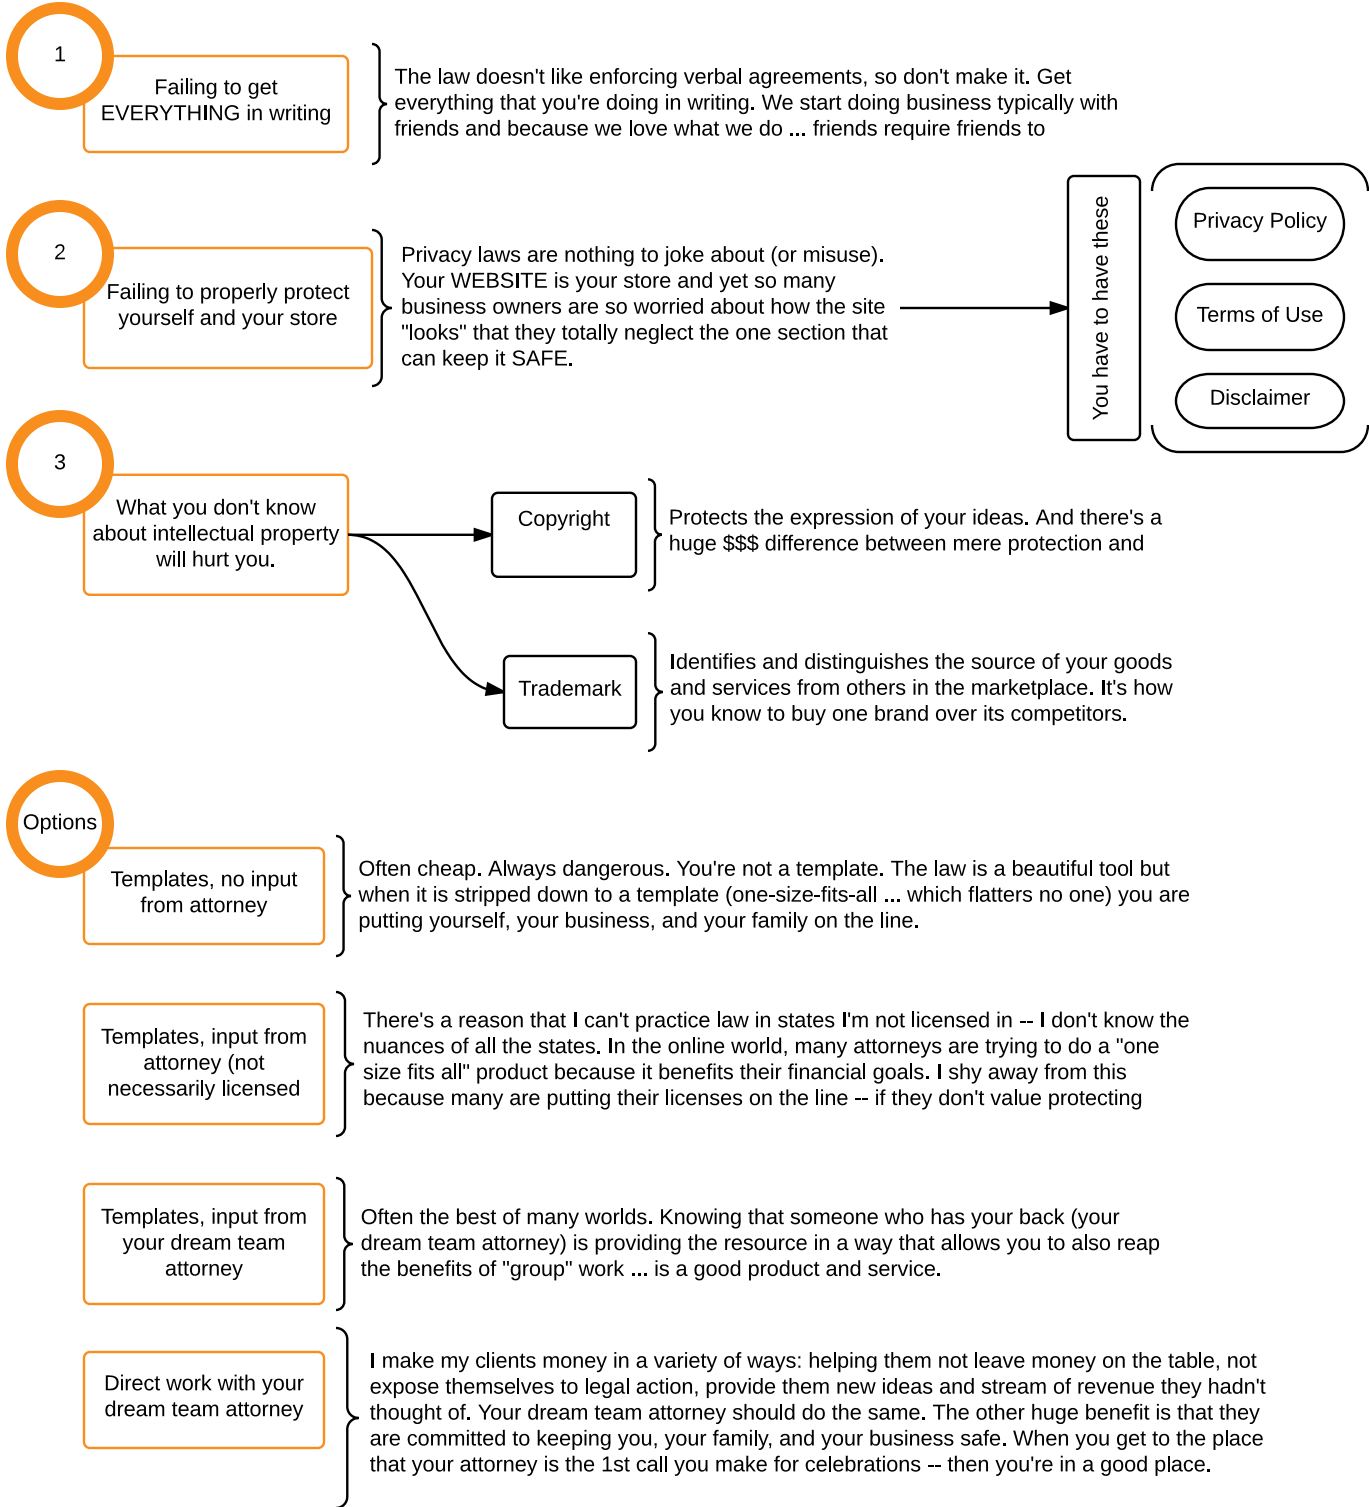 1
Failing to get
EVERYTHING in writing
The law doesn't like enforcing verbal agreements, so don't make it. Get
everything that you're doing in writing. We start doing business typically with
friends and because we love what we do ... friends require friends to
2
Failing to properly protect
yourself and your store
Privacy laws are nothing to joke about (or misuse).
Your WEBSITE is your store and yet so many
business owners are so worried about how the site
"looks" that they totally neglect the one section that
can keep it SAFE.
You have to have these
Privacy Policy
Terms of Use
Disclaimer
3
What you don't know
about intellectual property
will hurt you.
Copyright
Protects the expression of your ideas. And there's a
huge $$$ difference between mere protection and
Trademark
Identifies and distinguishes the source of your goods
and services from others in the marketplace. It's how
you know to buy one brand over its competitors.
Options
Templates, no input
from attorney
Often cheap. Always dangerous. You're not a template. The law is a beautiful tool but
when it is stripped down to a template (one-size-fits-all ... which flatters no one) you are
putting yourself, your business, and your family on the line.
Templates, input from
attorney (not
necessarily licensed
There's a reason that I can't practice law in states I'm not licensed in -- I don't know the
nuances of all the states. In the online world, many attorneys are trying to do a "one
size fits all" product because it benefits their financial goals. I shy away from this
because many are putting their licenses on the line -- if they don't value protecting
Templates, input from
your dream team
attorney
Often the best of many worlds. Knowing that someone who has your back (your
dream team attorney) is providing the resource in a way that allows you to also reap
the benefits of "group" work ... is a good product and service.
Direct work with your
dream team attorney
I make my clients money in a variety of ways: helping them not leave money on the table, not
expose themselves to legal action, provide them new ideas and stream of revenue they hadn't
thought of. Your dream team attorney should do the same. The other huge benefit is that they
are committed to keeping you, your family, and your business safe. When you get to the place
that your attorney is the 1st call you make for celebrations -- then you're in a good place.